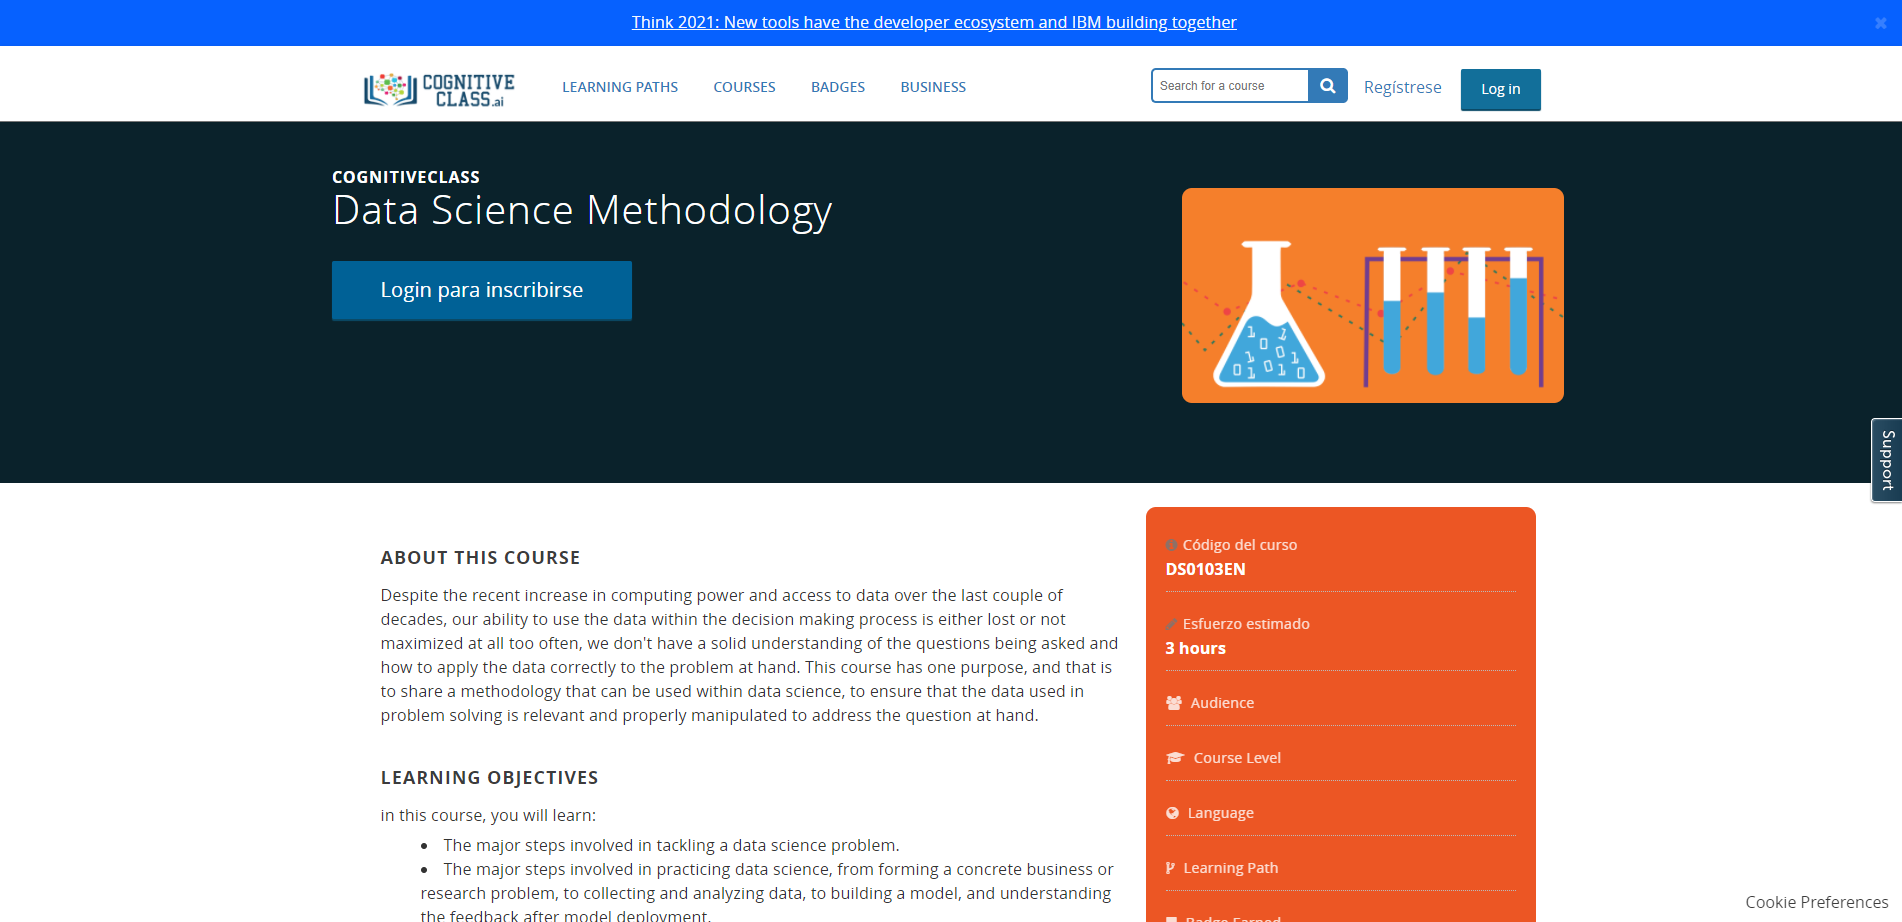 Think 2021: New tools have the developer ecosystem and IBM building together
COGNITIVE
CLASS.ai
LEARNING PATHS
COURSES
BADGES
BUSINESS
Search for a course
Regístrese
Log in
COGNITIVECLASS
Data Science Methodology
Login para inscribirse
Support
ABOUT THIS COURSE
Despite the recent increase in computing power and access to data over the last couple of
decades, our ability to use the data within the decision making process is either lost or not
maximized at all too often, we don't have a solid understanding of the questions being asked and
how to apply the data correctly to the problem at hand. This course has one purpose, and that is
to share a methodology that can be used within data science, to ensure that the data used in
problem solving is relevant and properly manipulated to address the question at hand.
LEARNING OBJECTIVES
in this course, you will learn:
• The major steps involved in tackling a data science problem.
• The major steps involved in practicing data science, from forming a concrete business or
research problem, to collecting and analyzing data, to building a model, and understanding
the feedback after model deployment.
Código del curso
DS0103EN
Esfuerzo estimado
3 hours
Audience
Course Level
Language
Learning Path
Badge Earned
Cookie Preferences